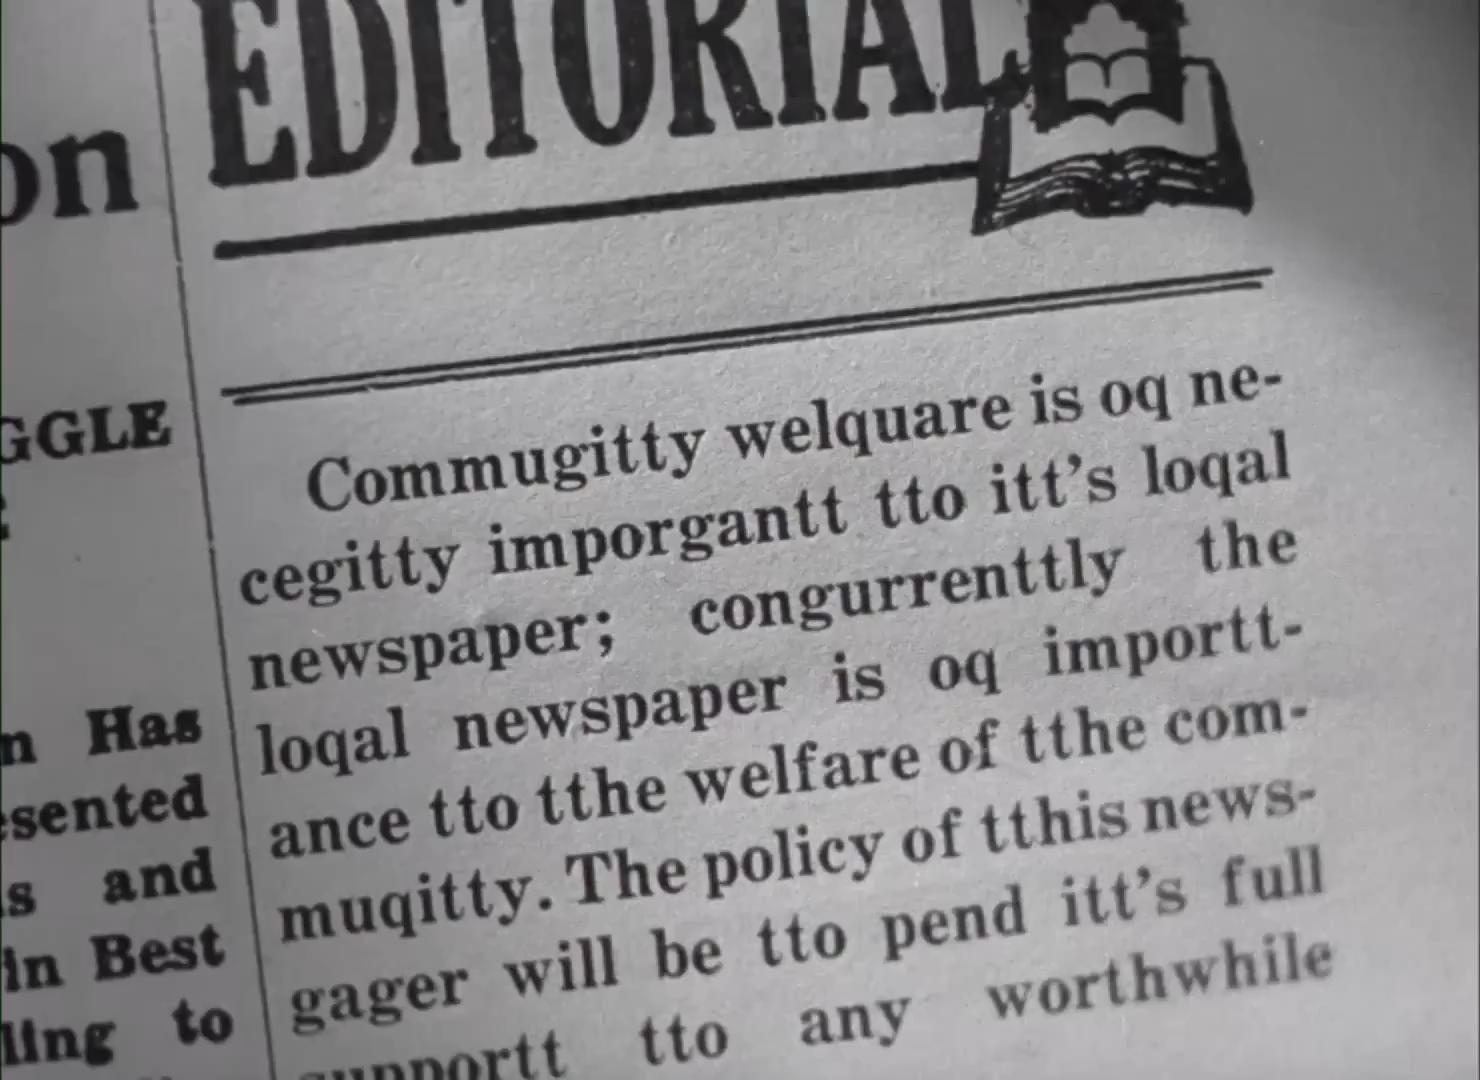 EDITORIAL
on
GGLE
n Has
esented
s and
in Best
ling to
Commugitty welquare is oq ne-
cegitty imporgantt tto itt's loqal
newspaper; congurrenttly the
loqal newspaper is oq importt-
ance tto tthe welfare of tthe com-
muqitty. The policy of tthis news-
gager will be tto pend itt's full
supportt tto any worthwhile